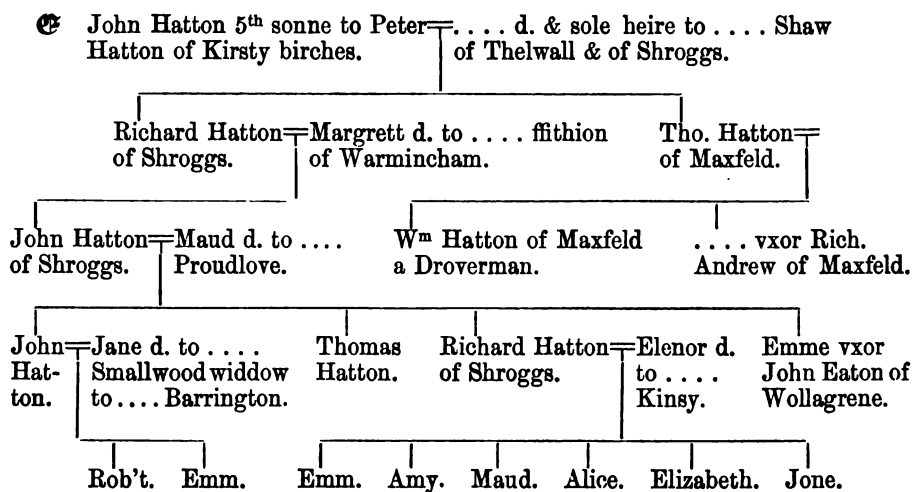 E John Hatton 5th sonne to Peter .... d. & sole heire to .... Shaw
Hatton of Kirsty birches. of Thelwall & of Shroggs.
Richard Hatton Margrett d. to .... ffithion Tho. Hatton
of Shroggs. of Warmincham. of Maxfeld.
John Hatton Maud d. to .... Wm Hatton of Maxfeld .... vxor Rich.
of Shroggs. Proudlove. a Droverman. Andrew of Maxfeld.
John Jane d. to .... Thomas Richard Hatton Elenor d. Emme vxor
Hat- Smallwood widdow Hatton. of Shroggs. to .... John Eaton of
ton. to .... Barrington. Kinsy. Wollagrene.
Rob't. Emm. Emm. Amy. Maud. Alice. Elizabeth. Jone.